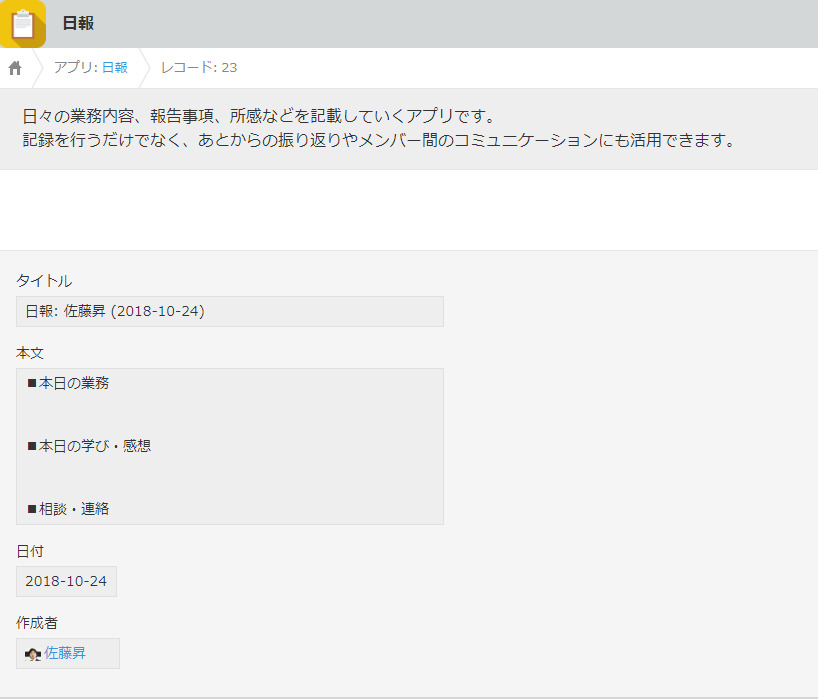 日報
アプリ: 日報 レコード: 23
日々の業務内容、報告事項、所感などを記載していくアプリです。
記録を行うだけでなく、あとからの振り返りやメンバー間のコミュニケーションにも活用できます。
タイトル
日報: 佐藤昇 (2018-10-24)
本文
■本日の業務
■本日の学び・感想
■相談・連絡
日付
2018-10-24
作成者
佐藤昇